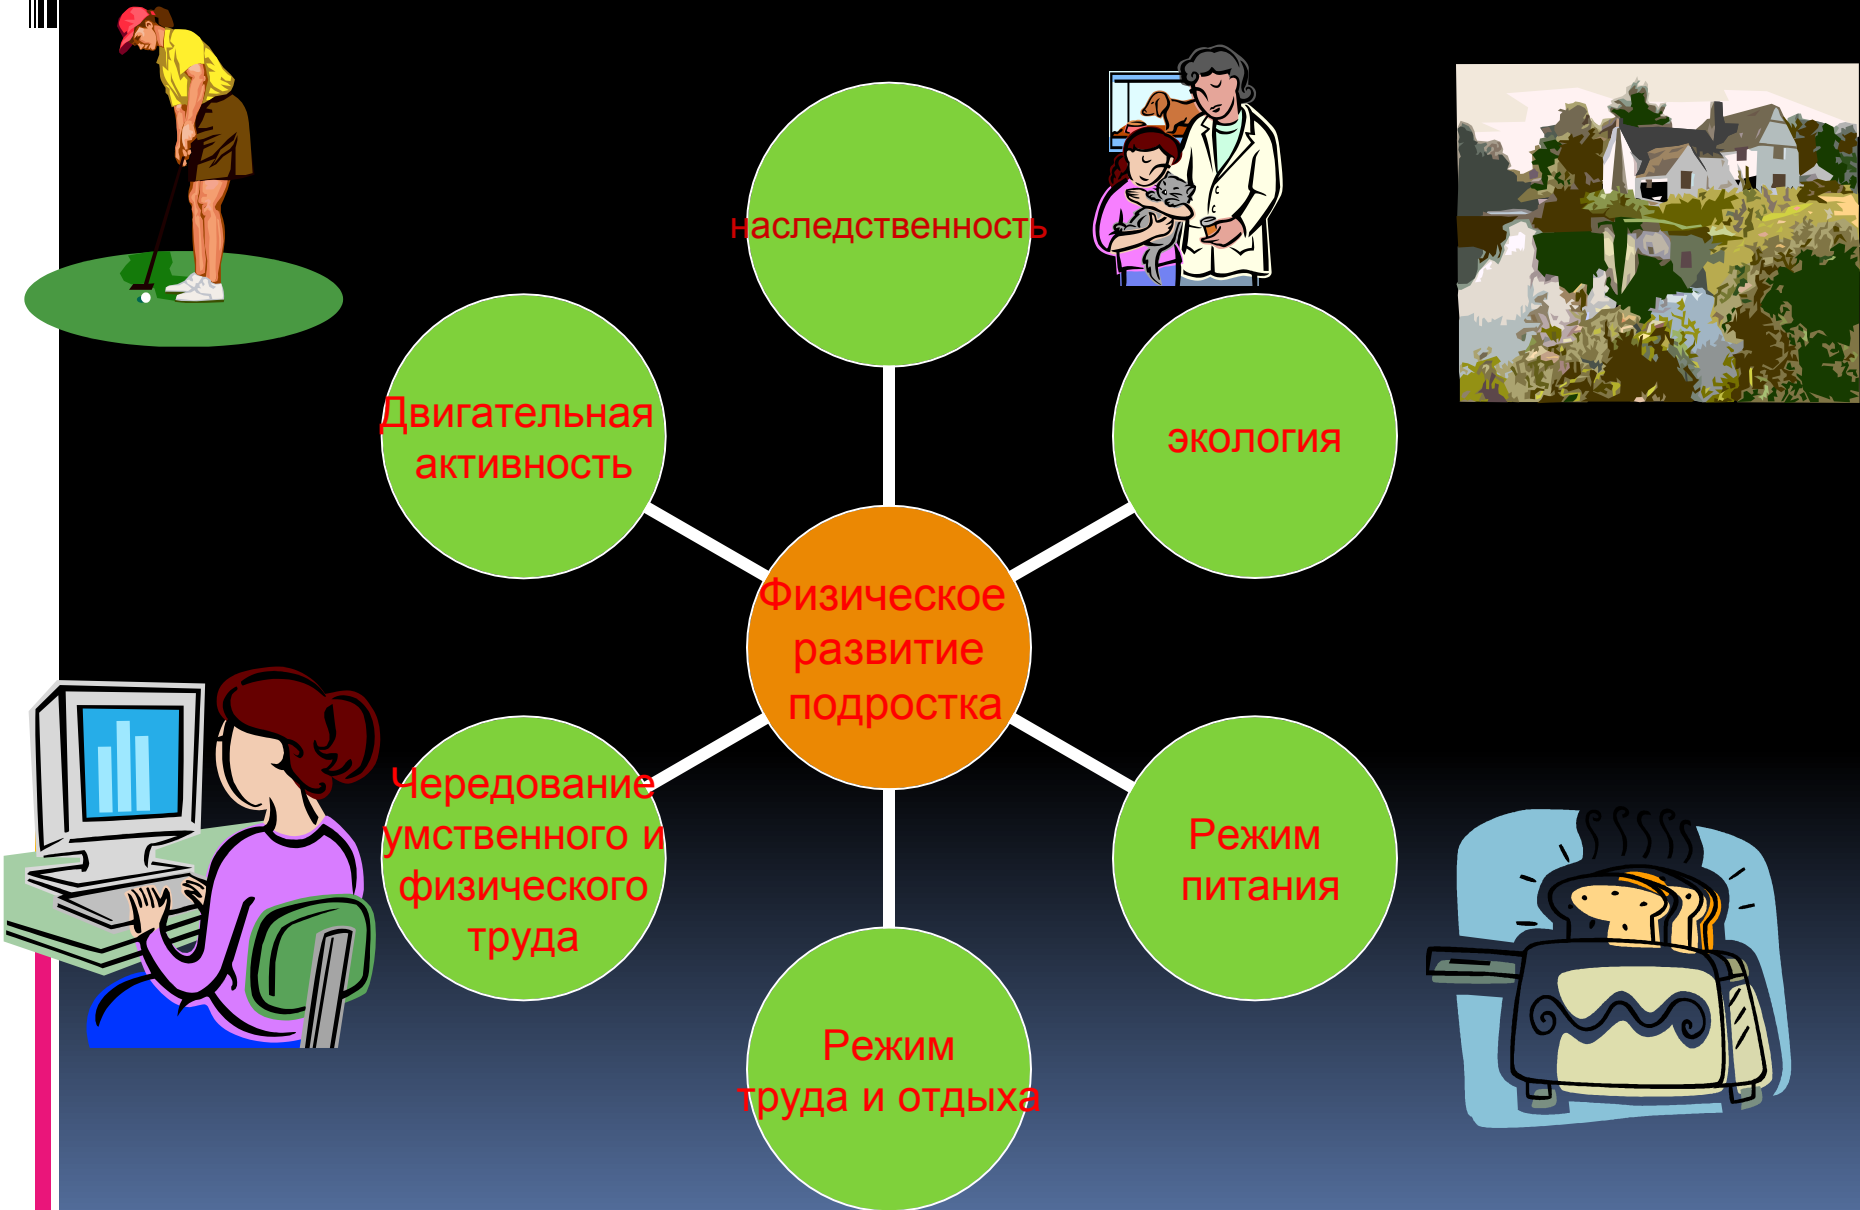 наследственность
Двигательная
активность
экология
Физическое
развитие
подростка
Чередование
умственного и
физического
труда
Режим
питания
Режим
труда и отдыха